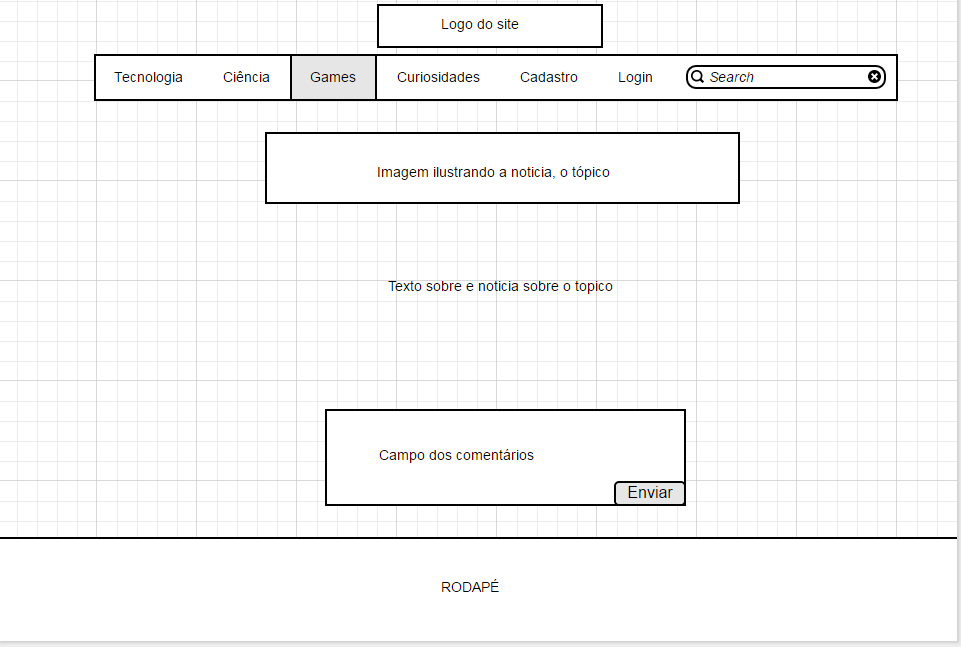 Logo do site
Tecnologia Ciência Games Curiosidades Cadastro Login Search
Imagem ilustrando a noticia, o tópico
Texto sobre e noticia sobre o topico
Campo dos comentários
Enviar
RODAPÉ